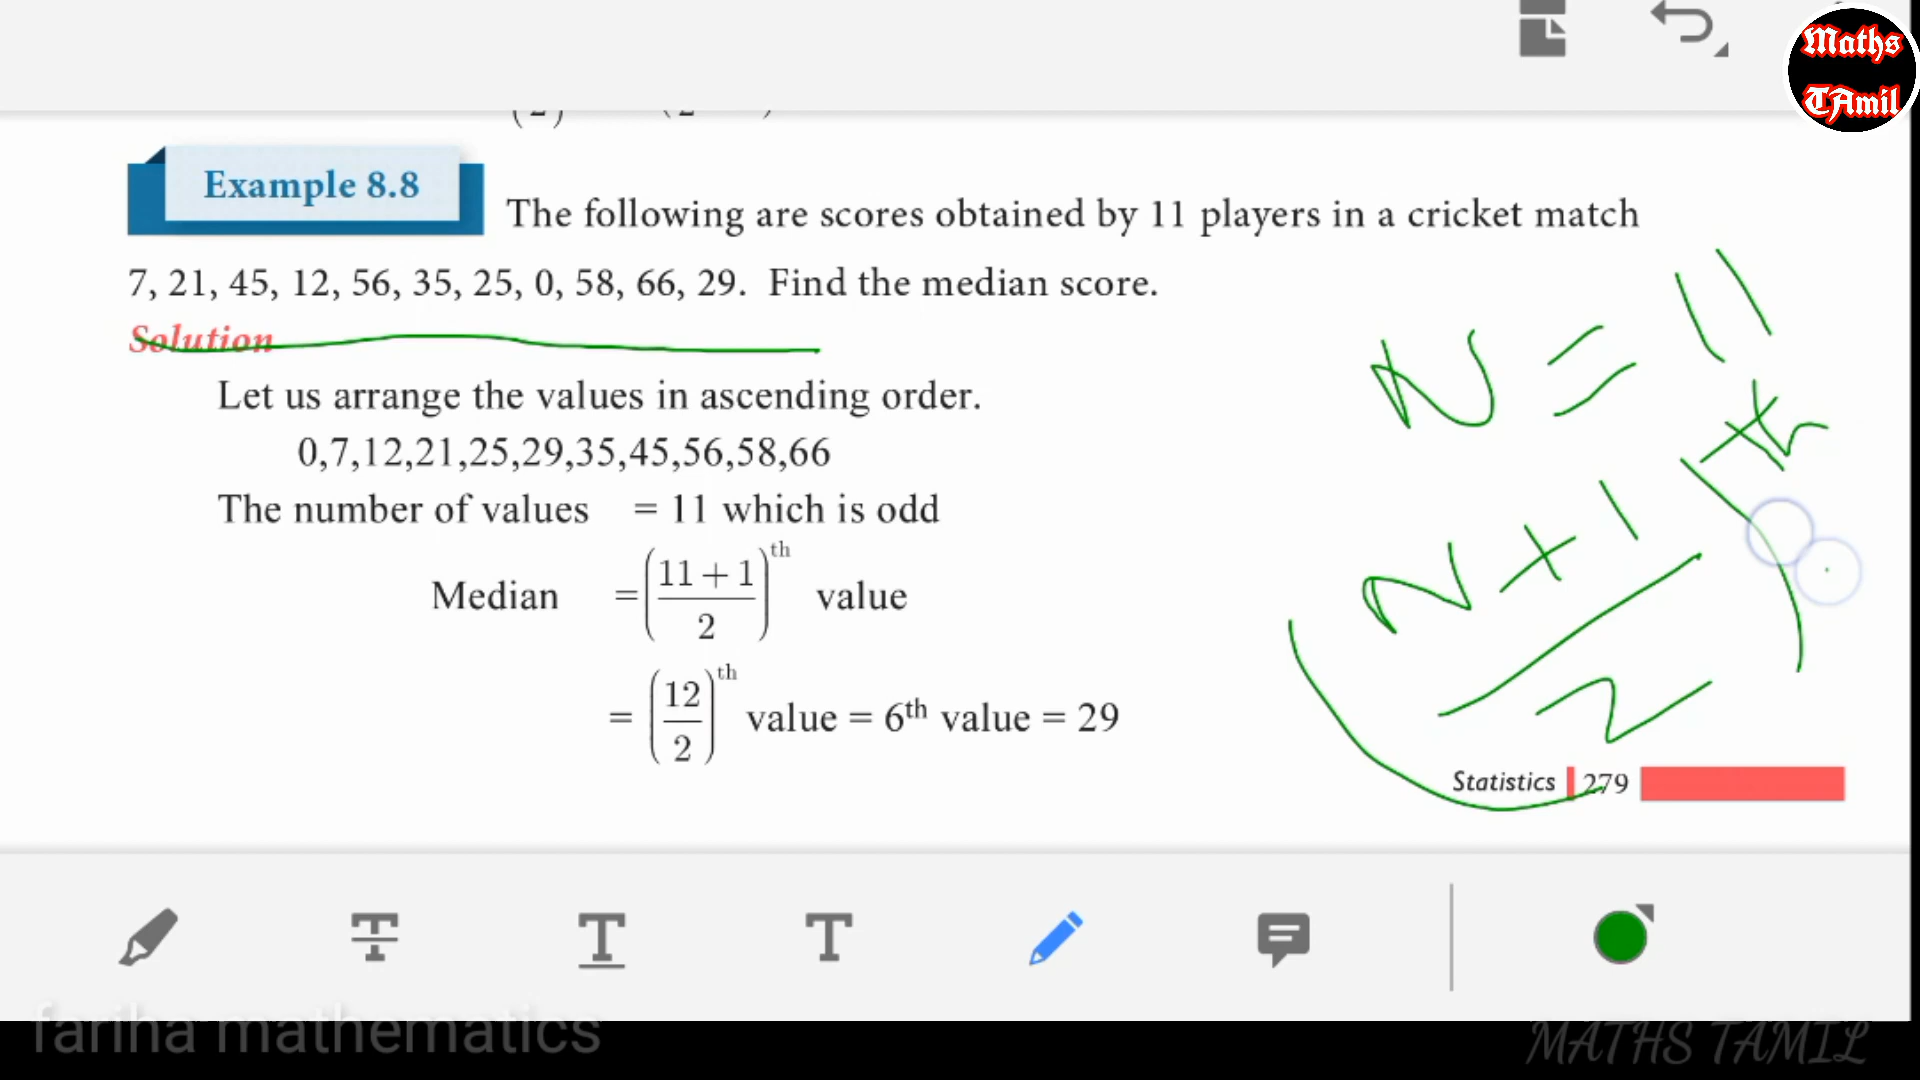 Maths
TAmil
Example 8.8
The following are scores obtained by 11 players in a cricket match
7, 21, 45, 12, 56, 35, 25, 0, 58, 66, 29. Find the median score.
Solution
Let us arrange the values in ascending order.
0,7,12,21,25,29,35,45,56,58,66
The number of values = 11 which is odd
Median = ( (11 + 1) / 2 )th value
= ( 12 / 2 )th value = 6th value = 29
N = 11
( (N + 1) / 2 )th
Statistics 279
T T T
fariha mathematics
MATHS TAMIL